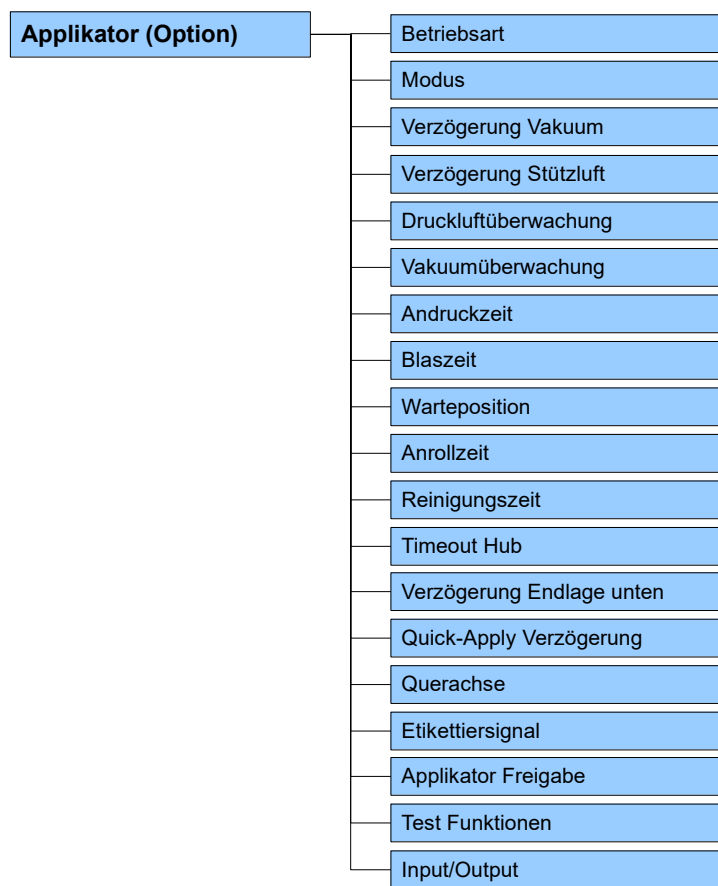 Applikator (Option)
Betriebsart
Modus
Verzögerung Vakuum
Verzögerung Stützluft
Druckluftüberwachung
Vakuumüberwachung
Andruckzeit
Blaszeit
Warteposition
Anrollzeit
Reinigungszeit
Timeout Hub
Verzögerung Endlage unten
Quick-Apply Verzögerung
Querachse
Etikettiersignal
Applikator Freigabe
Test Funktionen
Input/Output